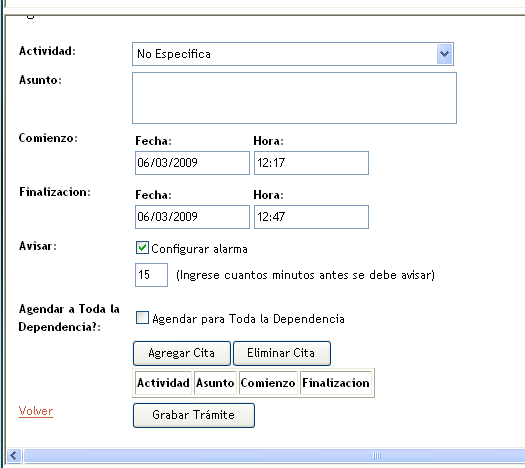 Actividad: No Especifica
Asunto:
Comienzo: Fecha: Hora:
06/03/2009 12:17
Finalizacion: Fecha: Hora:
06/03/2009 12:47
Avisar: Configurar alarma
15 (Ingrese cuantos minutos antes se debe avisar)
Agendar a Toda la
Dependencia?: Agendar para Toda la Dependencia
Agregar Cita Eliminar Cita
Actividad Asunto Comienzo Finalizacion
Volver Grabar Trámite